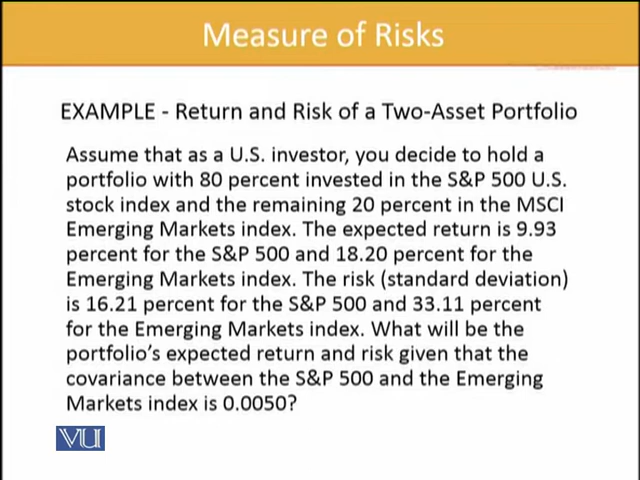 Measure of Risks
EXAMPLE - Return and Risk of a Two-Asset Portfolio
Assume that as a U.S. investor, you decide to hold a
portfolio with 80 percent invested in the S&P 500 U.S.
stock index and the remaining 20 percent in the MSCI
Emerging Markets index. The expected return is 9.93
percent for the S&P 500 and 18.20 percent for the
Emerging Markets index. The risk (standard deviation)
is 16.21 percent for the S&P 500 and 33.11 percent
for the Emerging Markets index. What will be the
portfolio's expected return and risk given that the
covariance between the S&P 500 and the Emerging
Markets index is 0.0050?
VU